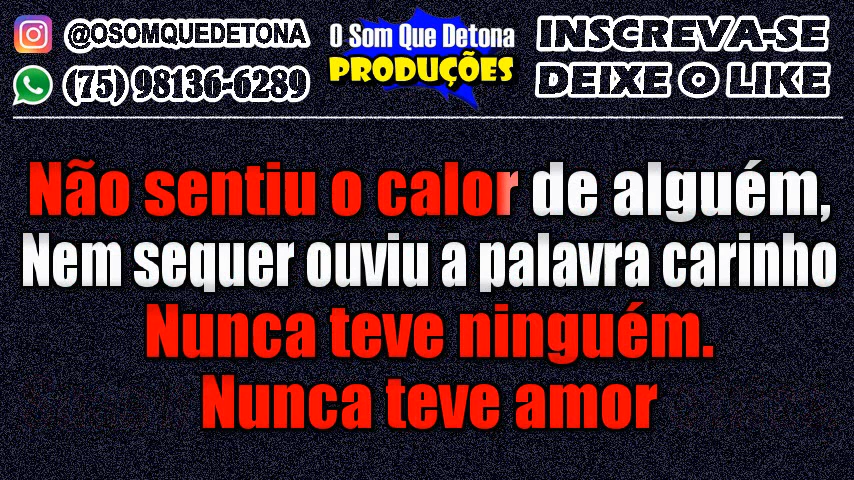 @OSOMQUEDETONA
(75) 98136-6289
O Som Que Detona
PRODUÇÕES
INSCREVA-SE
DEIXE O LIKE
Não sentiu o calor de alguém,
Nem sequer ouviu a palavra carinho
Nunca teve ninguém.
Nunca teve amor